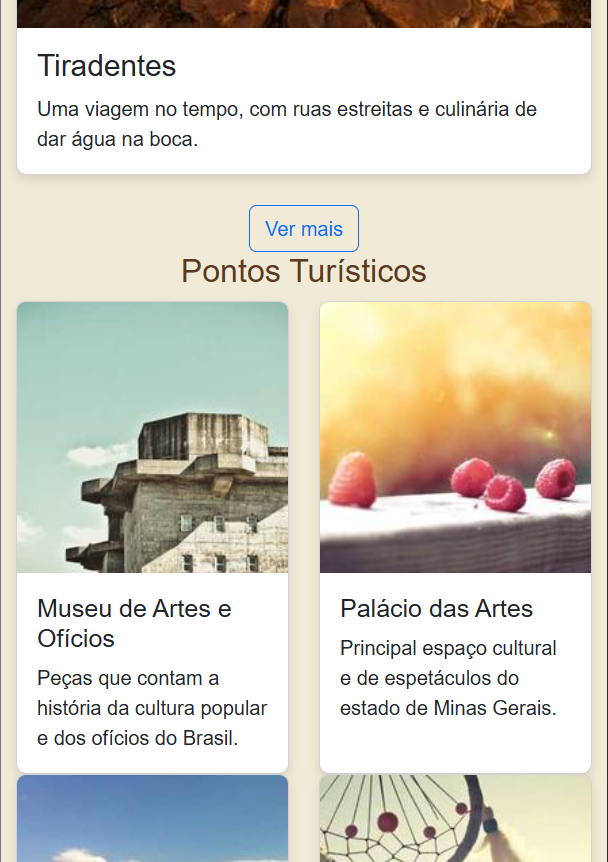 Tiradentes
Uma viagem no tempo, com ruas estreitas e culinária de
dar água na boca.
Ver mais
Pontos Turísticos
Museu de Artes e
Ofícios
Peças que contam a
história da cultura popular
e dos ofícios do Brasil.
Palácio das Artes
Principal espaço cultural
e de espetáculos do
estado de Minas Gerais.